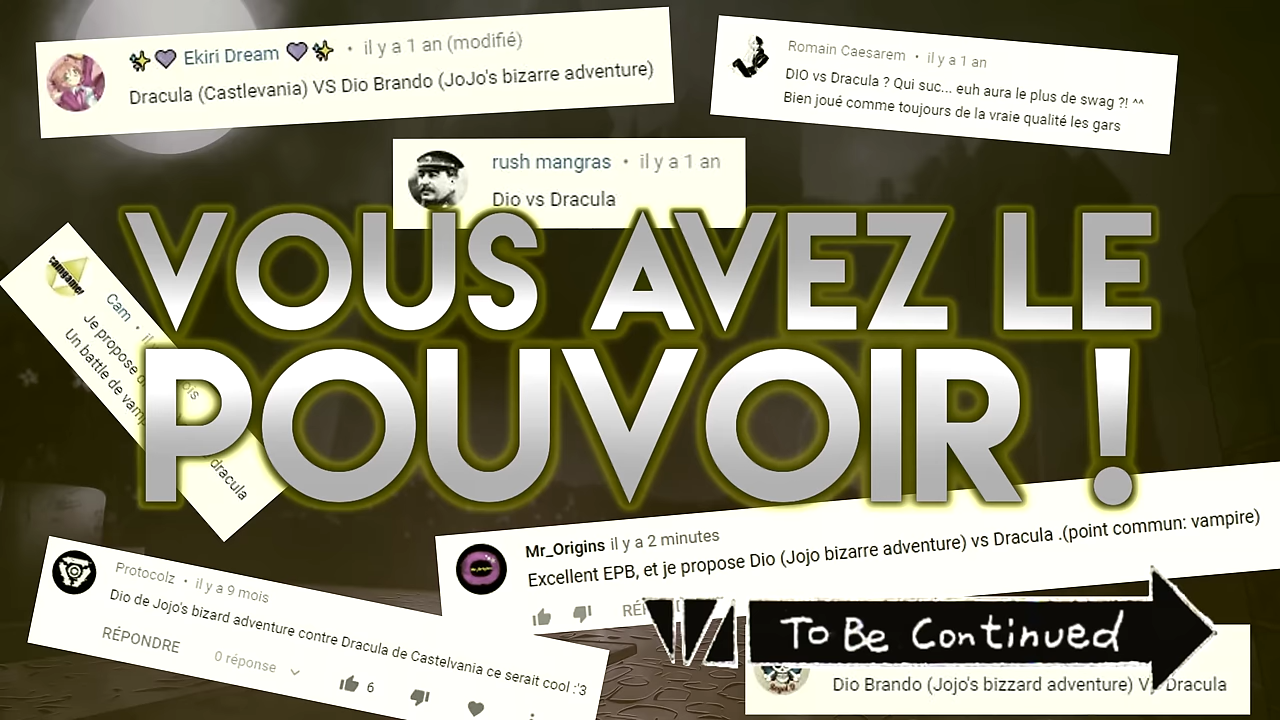 Ekiri Dream • il y a 1 an (modifié)
Dracula (Castlevania) VS Dio Brando (JoJo's bizarre adventure)
Romain Caesarem • il y a 1 an
DIO vs Dracula ? Qui suc... euh aura le plus de swag ?! ^^
Bien joué comme toujours de la vraie qualité les gars
rush mangras • il y a 1 an
Dio vs Dracula
VOUS AVEZ LE
POUVOIR !
Cam •
Je propose
Un battle de
dracula
Mr_Origins il y a 2 minutes
Excellent EPB, et je propose Dio (Jojo bizarre adventure) vs Dracula .(point commun: vampire)
Protocolz • il y a 9 mois
Dio de Jojo's bizard adventure contre Dracula de Castelvania ce serait cool :'3
RÉPONDRE
0 réponse
6
To Be Continued
Dio Brando (Jojo's bizzard adventure) Dracula